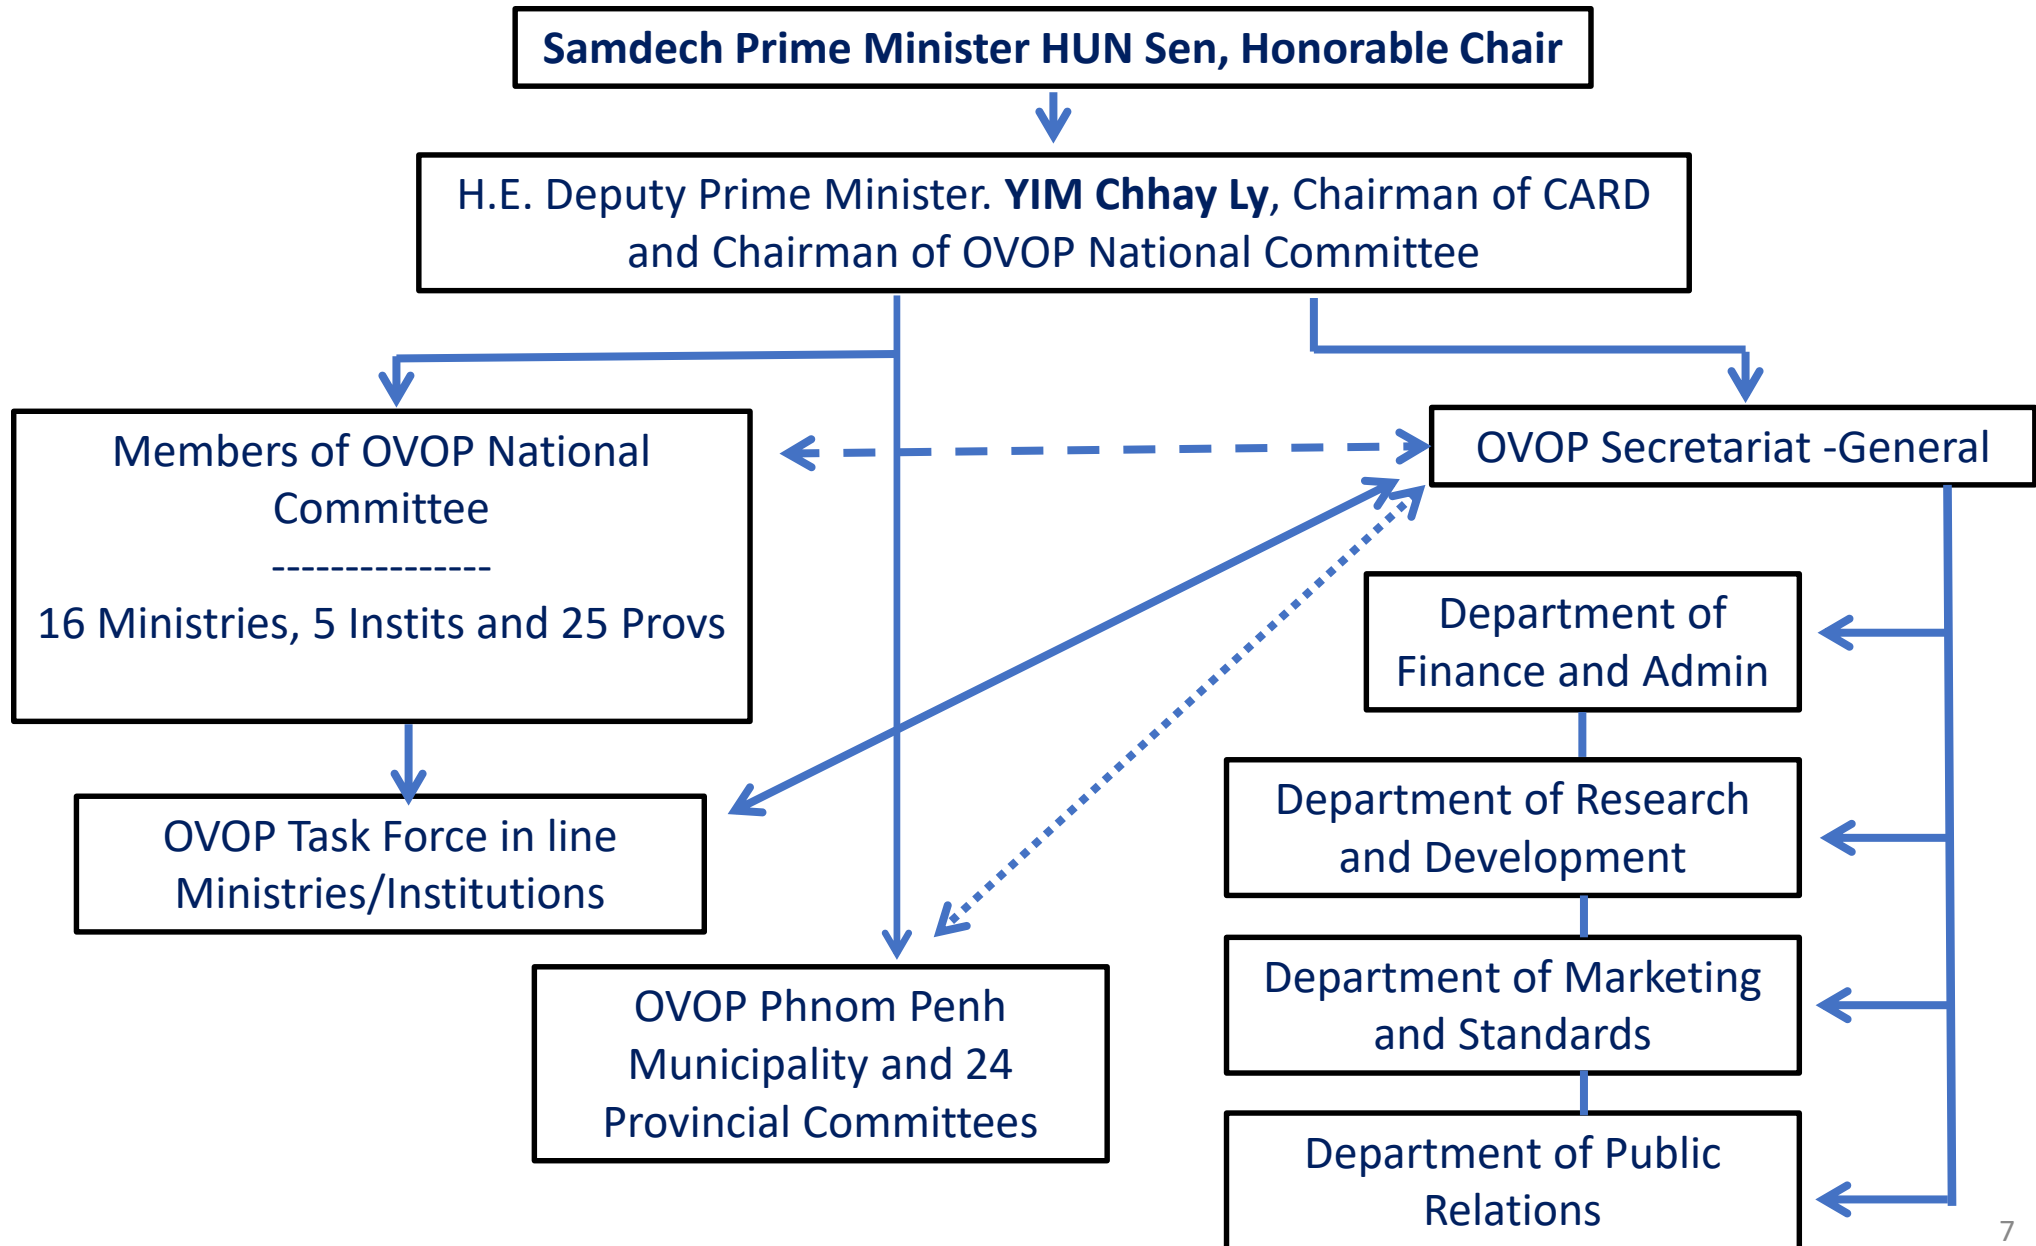 Samdech Prime Minister HUN Sen, Honorable Chair
H.E. Deputy Prime Minister. YIM Chhay Ly, Chairman of CARD
and Chairman of OVOP National Committee
Members of OVOP National
Committee
---------------
16 Ministries, 5 Instits and 25 Provs
OVOP Secretariat -General
OVOP Task Force in line
Ministries/Institutions
OVOP Phnom Penh
Municipality and 24
Provincial Committees
Department of
Finance and Admin
Department of Research
and Development
Department of Marketing
and Standards
Department of Public
Relations
7